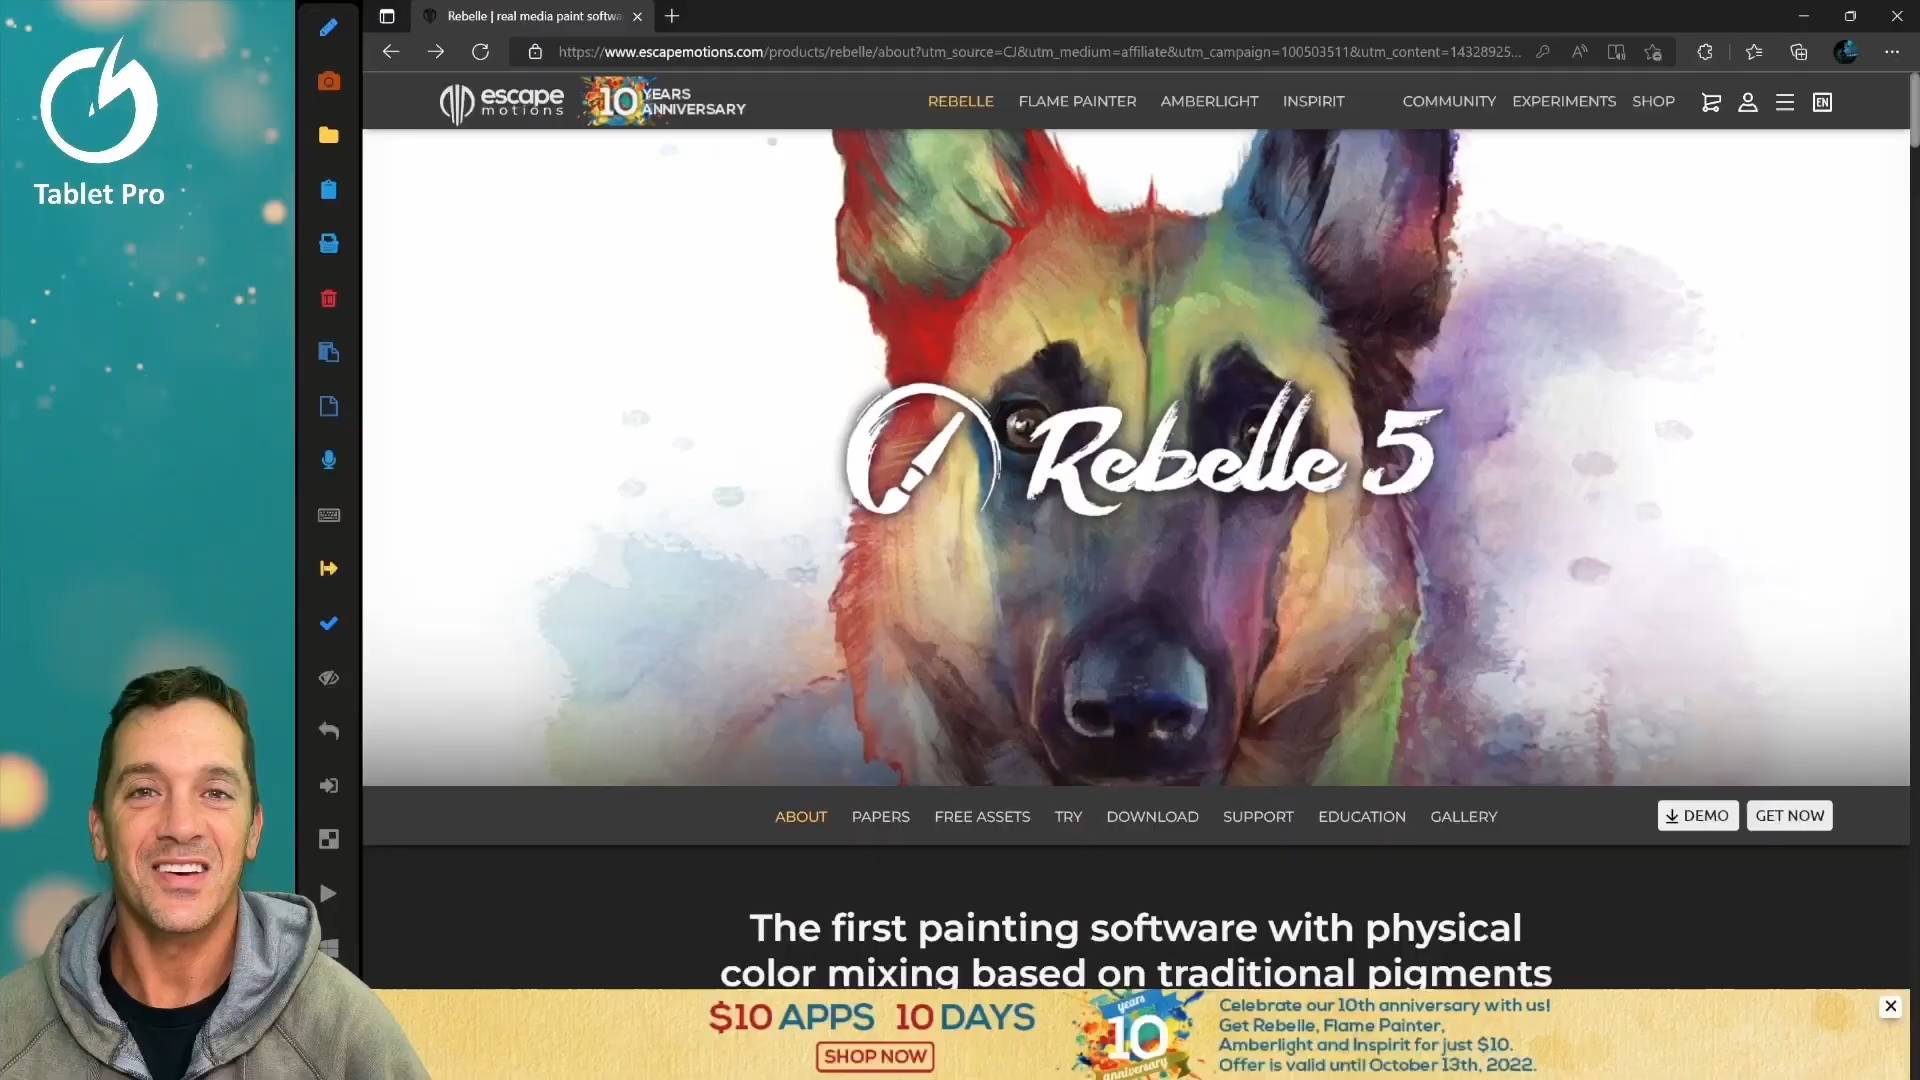 Tablet Pro
Rebelle | real media paint softwa
https://www.escapemotions.com/products/rebelle/about?utm_source=CJ&utm_medium=affiliate&utm_campaign=100503511&utm_content=14328925...
escape
motions
10 YEARS
ANNIVERSARY
REBELLE FLAME PAINTER AMBERLIGHT INSPIRIT COMMUNITY EXPERIMENTS SHOP EN
Rebelle 5
ABOUT PAPERS FREE ASSETS TRY DOWNLOAD SUPPORT EDUCATION GALLERY DEMO GET NOW
The first painting software with physical
color mixing based on traditional pigments
$10 APPS 10 DAYS
SHOP NOW
years
10
anniversary
Celebrate our 10th anniversary with us!
Get Rebelle, Flame Painter,
Amberlight and Inspirit for just $10.
Offer is valid until October 13th, 2022.